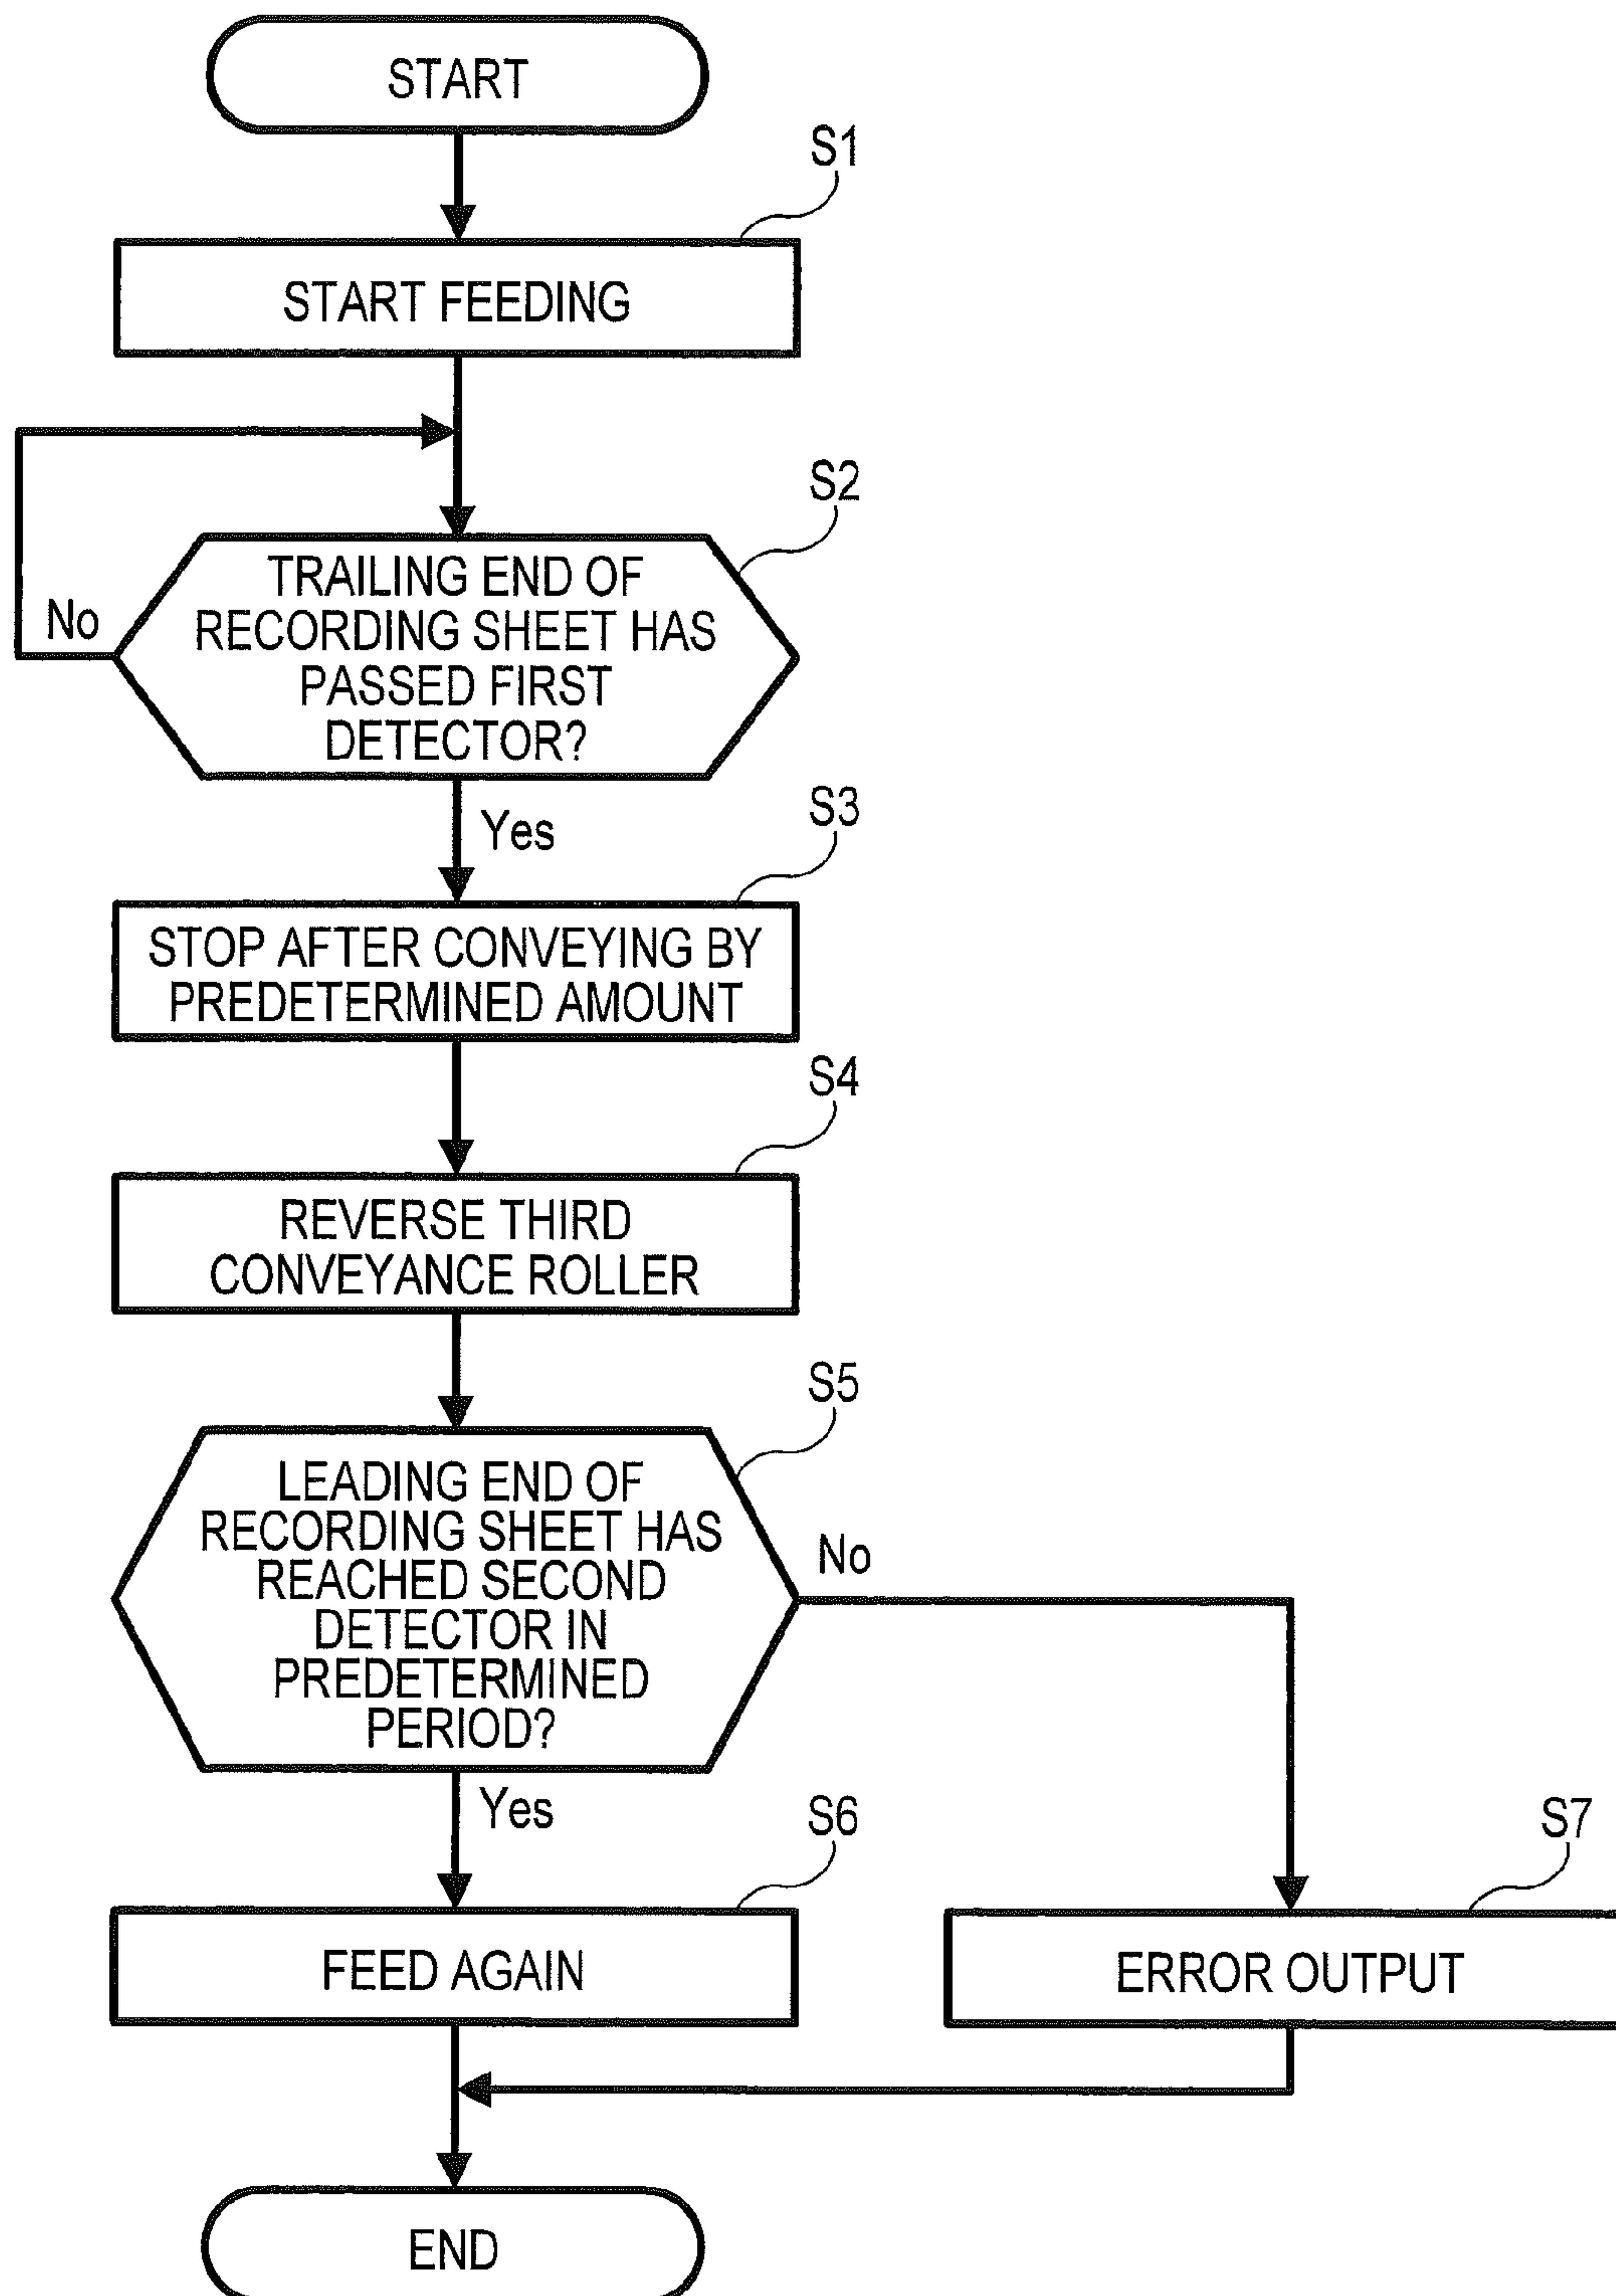 START
S1
START FEEDING
S2
TRAILING END OF
RECORDING SHEET HAS
PASSED FIRST
DETECTOR?
No
Yes
S3
STOP AFTER CONVEYING BY
PREDETERMINED AMOUNT
S4
REVERSE THIRD
CONVEYANCE ROLLER
S5
LEADING END OF
RECORDING SHEET HAS
REACHED SECOND
DETECTOR IN
PREDETERMINED
PERIOD?
No
Yes
S6
FEED AGAIN
S7
ERROR OUTPUT
END